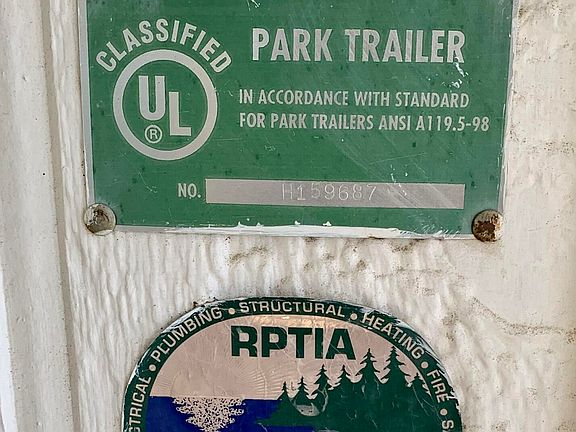 CLASSIFIED
UL
®
PARK TRAILER
IN ACCORDANCE WITH STANDARD
FOR PARK TRAILERS ANSI A119.5-98
NO. H159687
PLUMBING • STRUCTURAL • HEATING • FIRE •
RPTIA